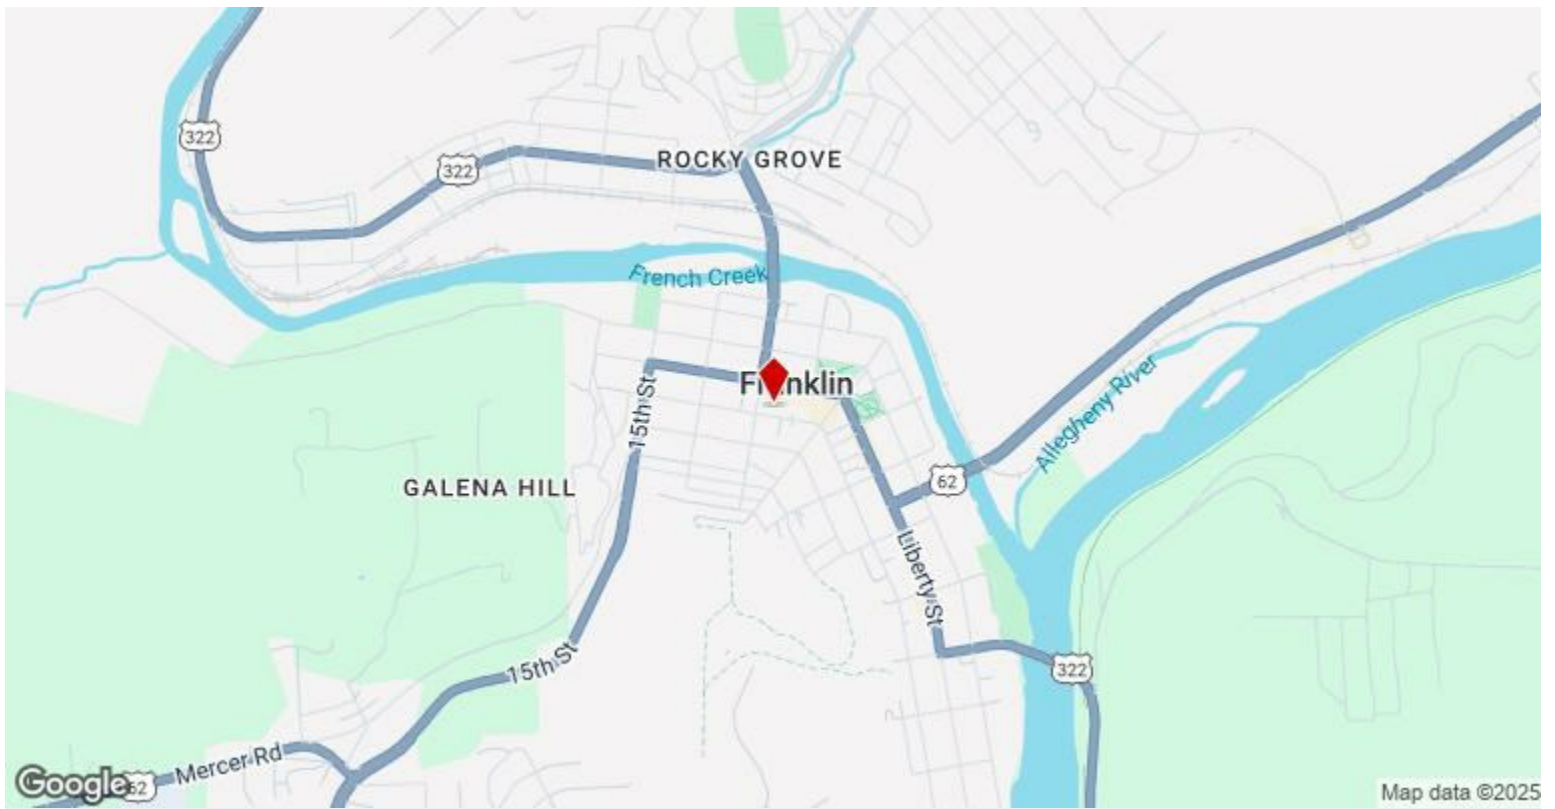 322
322
ROCKY GROVE
French Creek
Franklin
15th St
Allegheny River
GALENA HILL
62
Liberty St
15th St
322
Mercer Rd
62
Google
Map data ©2025